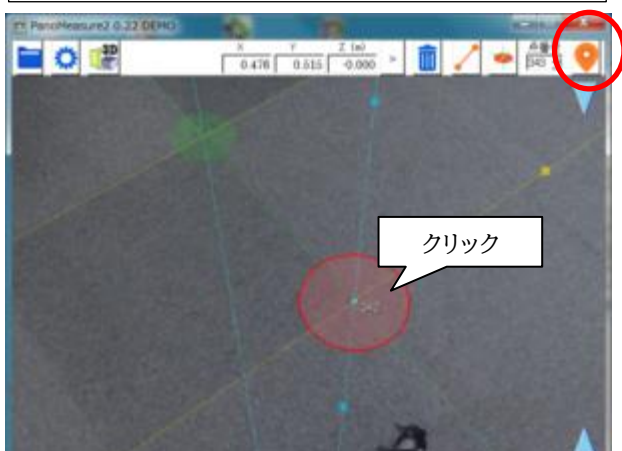 PanoMeasure2 0.22 DEMO
3D
X Y Z (m)
0.476 0.515 -0.000 >
クリック